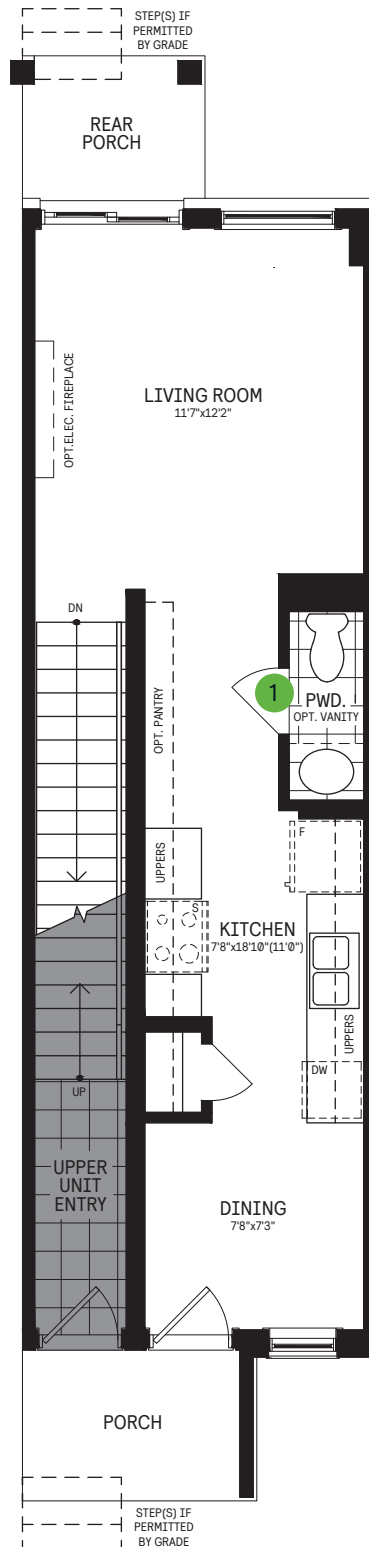 STEP(S) IF
PERMITTED
BY GRADE
REAR
PORCH
OPT.ELEC. FIREPLACE
LIVING ROOM
11'7"x12'2"
DN
OPT. PANTRY
1
PWD.
OPT. VANITY
UPPERS
F
S
KITCHEN
7'8"x18'10"(11'0")
UPPERS
DW
UP
UPPER
UNIT
ENTRY
DINING
7'8"x7'3"
PORCH
STEP(S) IF
PERMITTED
BY GRADE